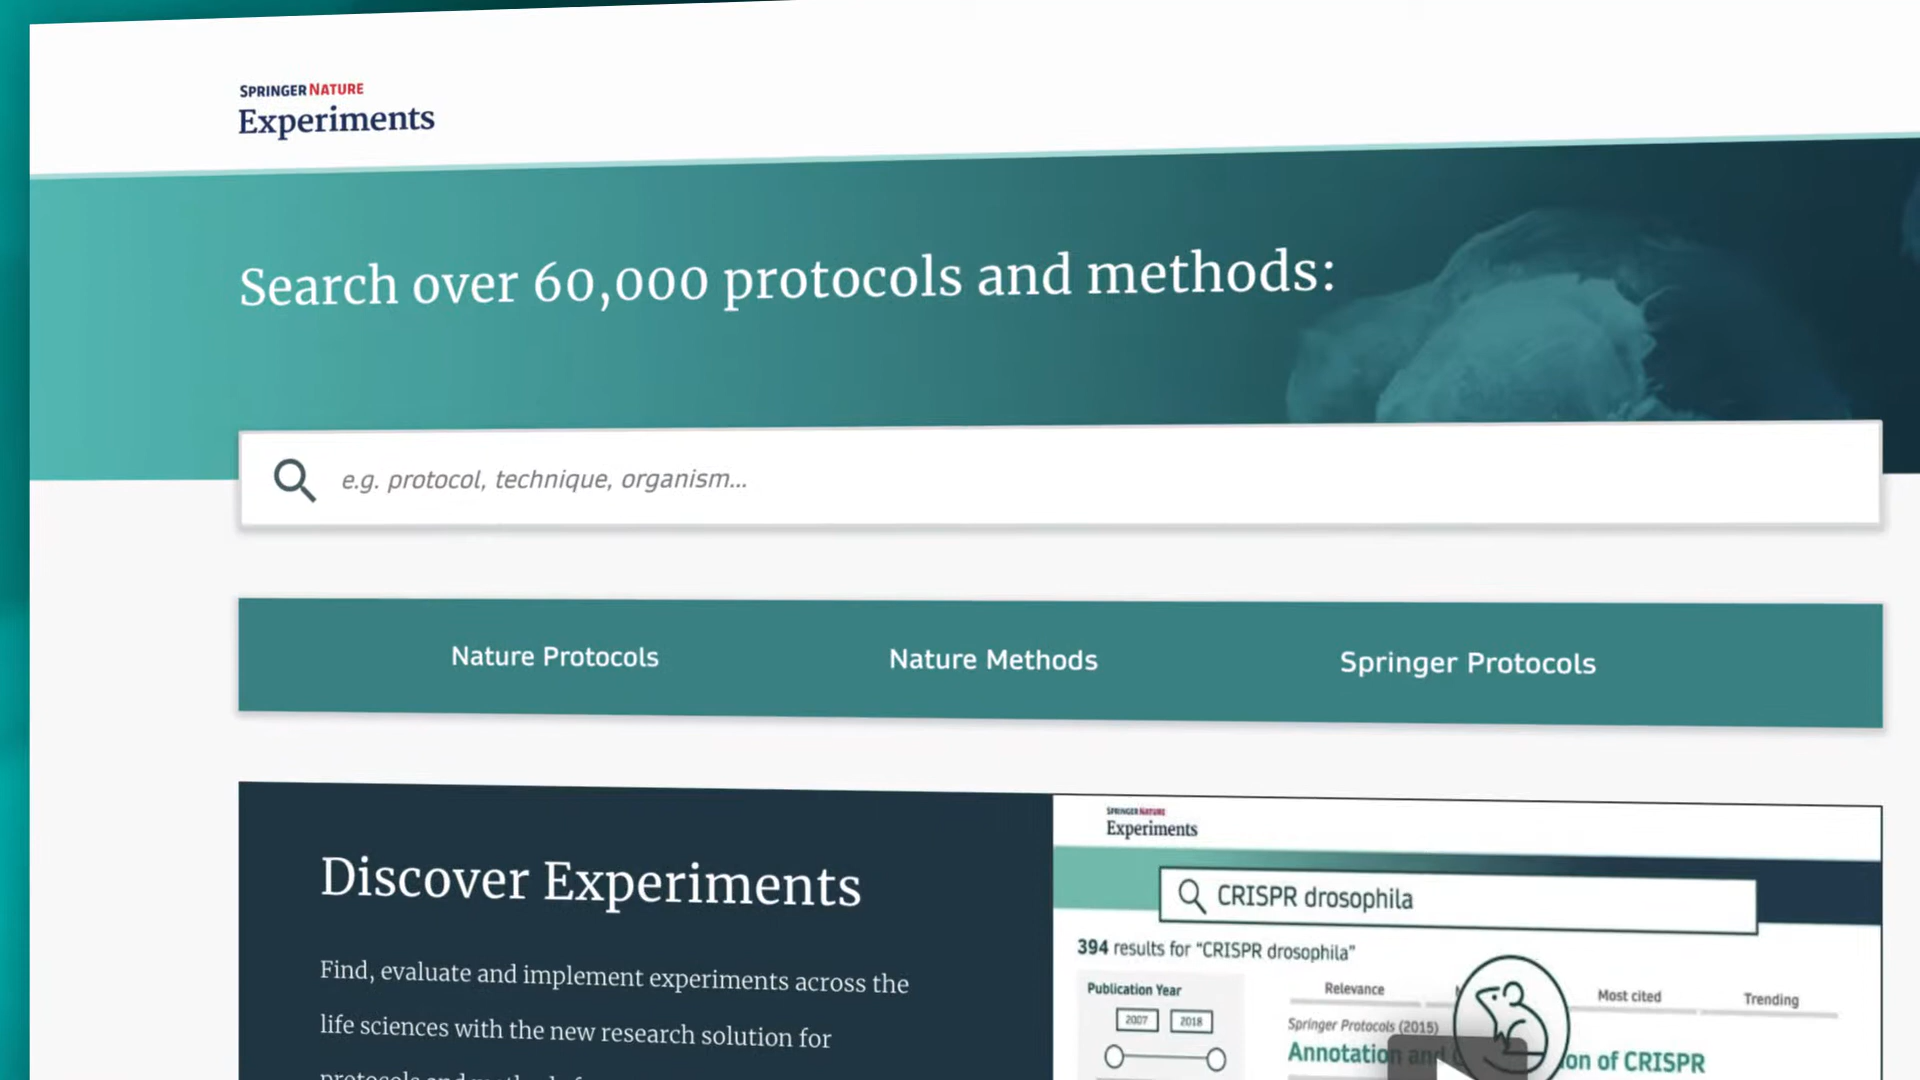 SPRINGER NATURE
Experiments
Search over 60,000 protocols and methods:
e.g. protocol, technique, organism...
Nature Protocols
Nature Methods
Springer Protocols
Discover Experiments
Find, evaluate and implement experiments across the
life sciences with the new research solution for
SPRINGER NATURE
Experiments
CRISPR drosophila
394 results for “CRISPR drosophila”
Publication Year
2007
2018
Relevance
Most cited
Trending
Springer Protocols (2015)
Annotation and
of CRISPR